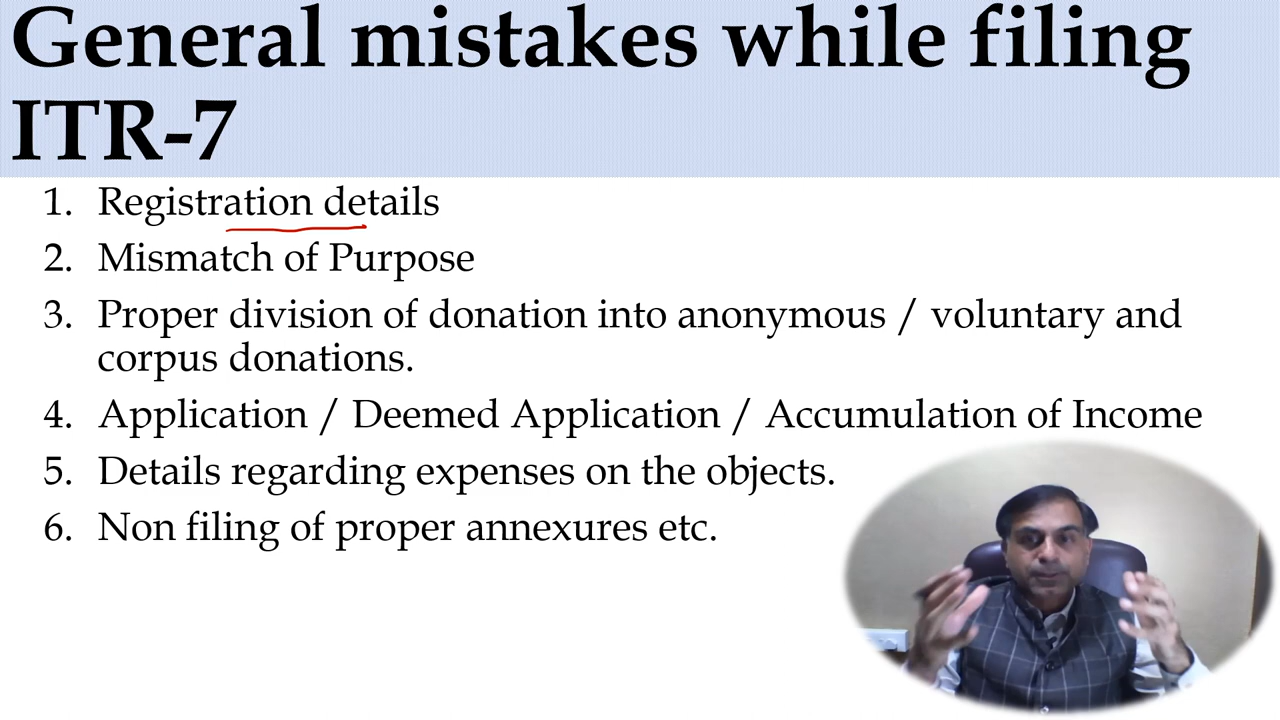 General mistakes while filing
ITR-7
1. Registration details
2. Mismatch of Purpose
3. Proper division of donation into anonymous / voluntary and
corpus donations.
4. Application / Deemed Application / Accumulation of Income
5. Details regarding expenses on the objects.
6. Non filing of proper annexures etc.